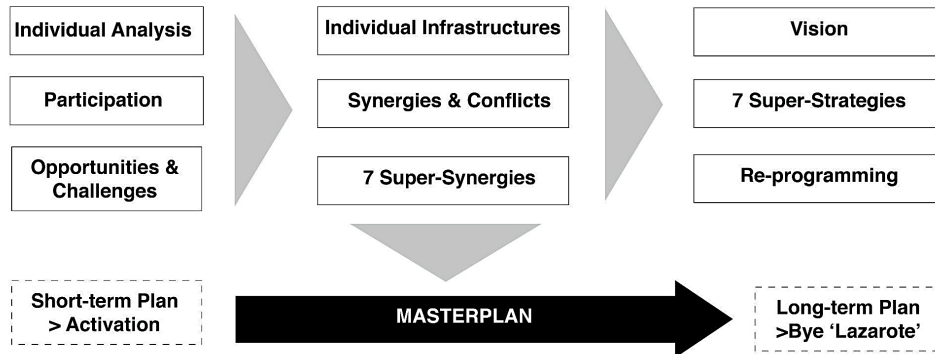 Individual Analysis
Individual Infrastructures
Vision
Participation
Synergies & Conflicts
7 Super-Strategies
Opportunities &
Challenges
7 Super-Synergies
Re-programming
Short-term Plan
> Activation
MASTERPLAN
Long-term Plan
>Bye ‘Lazarote’